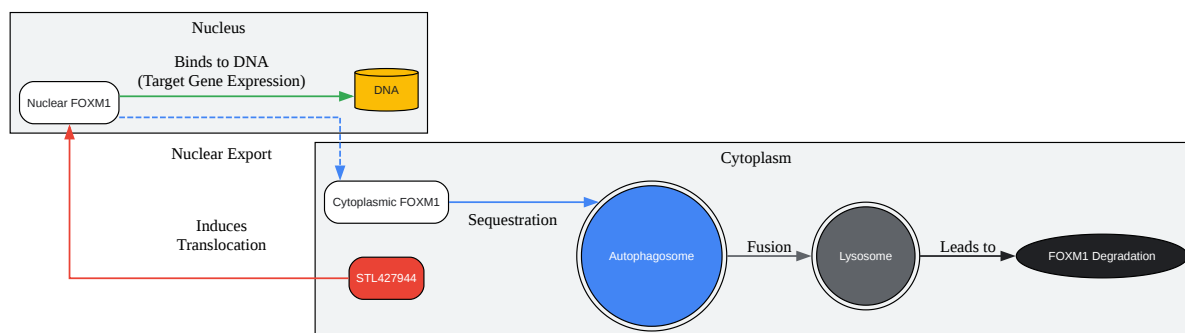 Nucleus
Binds to DNA
(Target Gene Expression)
Nuclear FOXM1
DNA
Nuclear Export
Cytoplasm
Cytoplasmic FOXM1
Sequestration
Induces
Translocation
STL427944
Autophagosome
Fusion
Lysosome
Leads to
FOXM1 Degradation